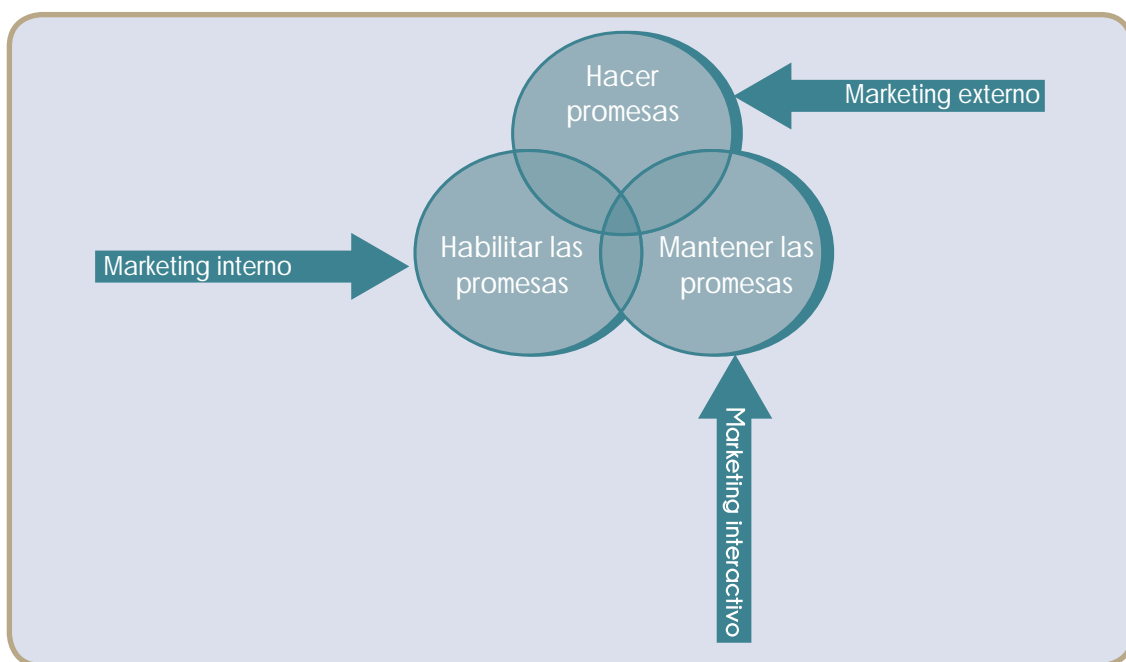 Hacer
promesas
Marketing externo
Habilitar las
promesas
Mantener las
promesas
Marketing interno
Marketing interactivo